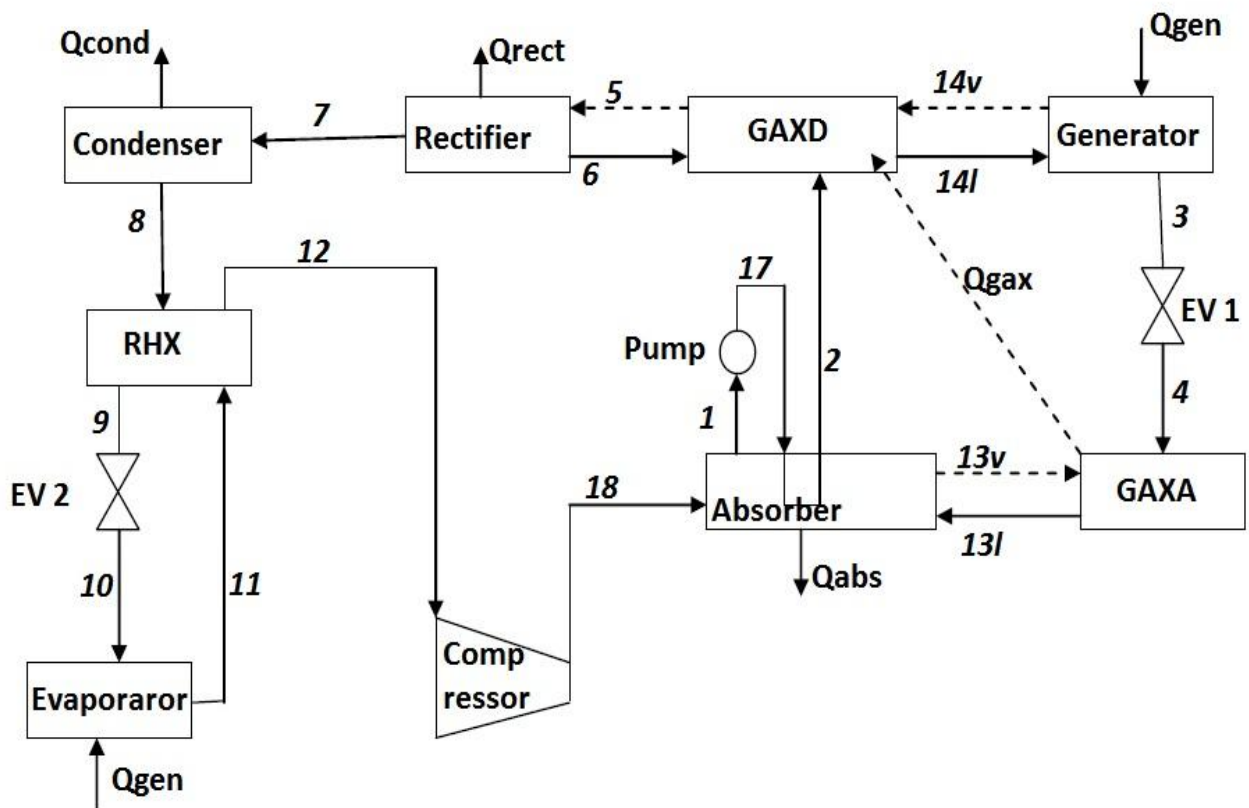 Qcond
Qrect
Qgen
7
5
14v
Condenser
Rectifier
GAXD
Generator
6
14l
8
3
12
17
Qgax
RHX
Pump
EV 1
2
9
1
4
EV 2
18
13v
GAXA
Absorber
13l
10
11
Qabs
Comp
ressor
Evaporaror
Qgen